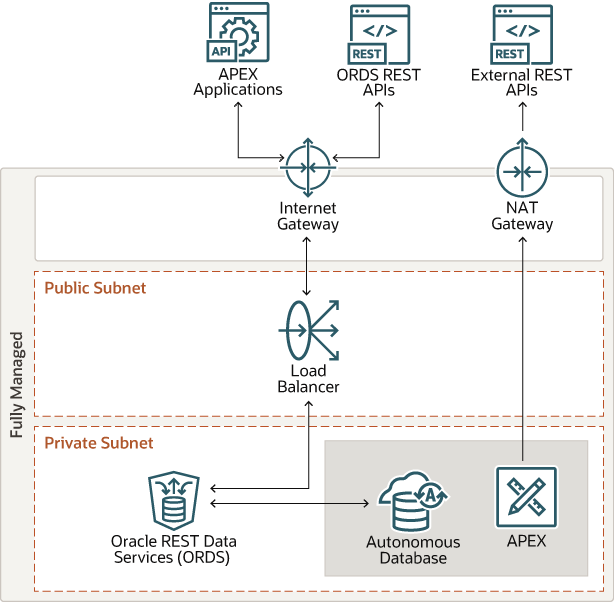 API
REST
REST
APEX
Applications
ORDS REST
APIs
External REST
APIs
Internet
Gateway
NAT
Gateway
Fully Managed
Public Subnet
Load
Balancer
Private Subnet
Oracle REST Data
Services (ORDS)
A
Autonomous
Database
APEX